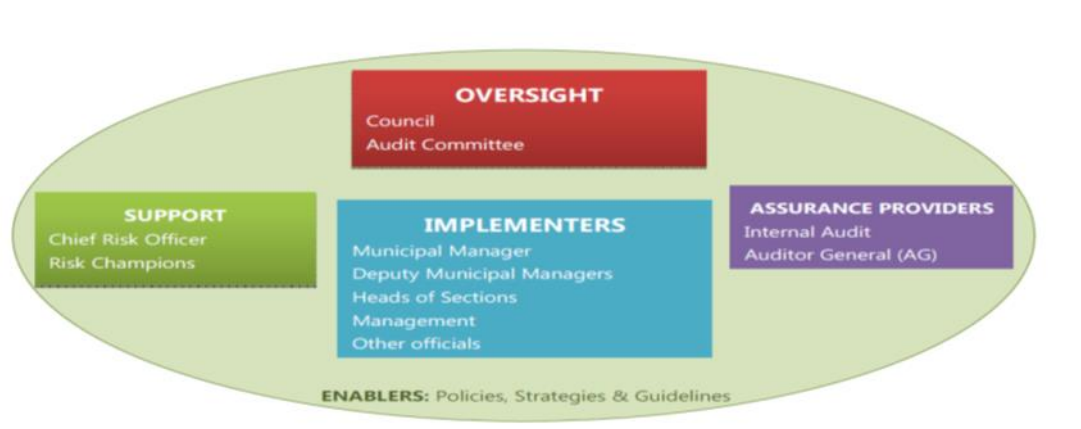 OVERSIGHT
Council
Audit Committee
SUPPORT
Chief Risk Officer
Risk Champions
IMPLEMENTERS
Municipal Manager
Deputy Municipal Managers
Heads of Sections
Management
Other officials
ASSURANCE PROVIDERS
Internal Audit
Auditor General (AG)
ENABLERS: Policies, Strategies & Guidelines